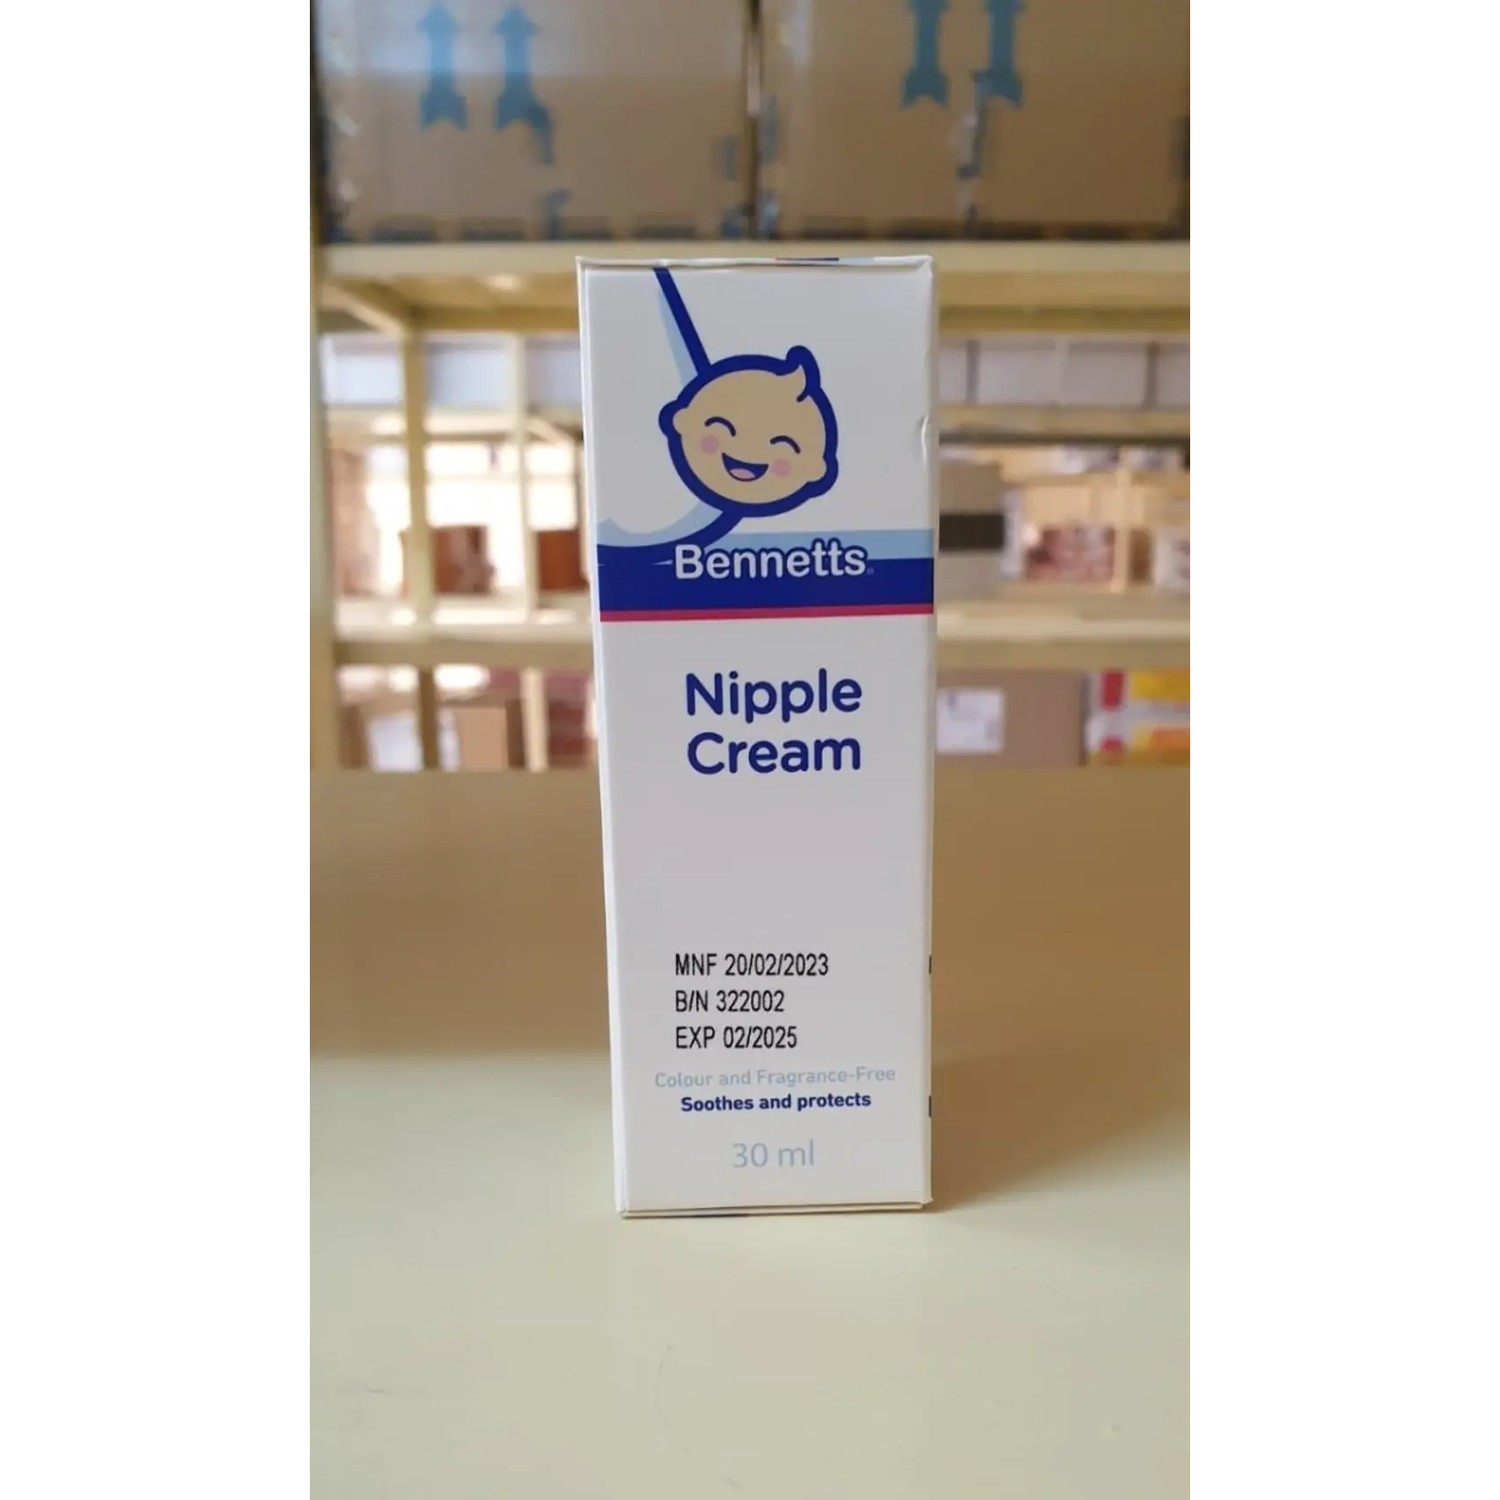 Bennetts
Nipple
Cream
MNF 20/02/2023
B/N 322002
EXP 02/2025
Colour and Fragrance-Free
Soothes and protects
30 ml